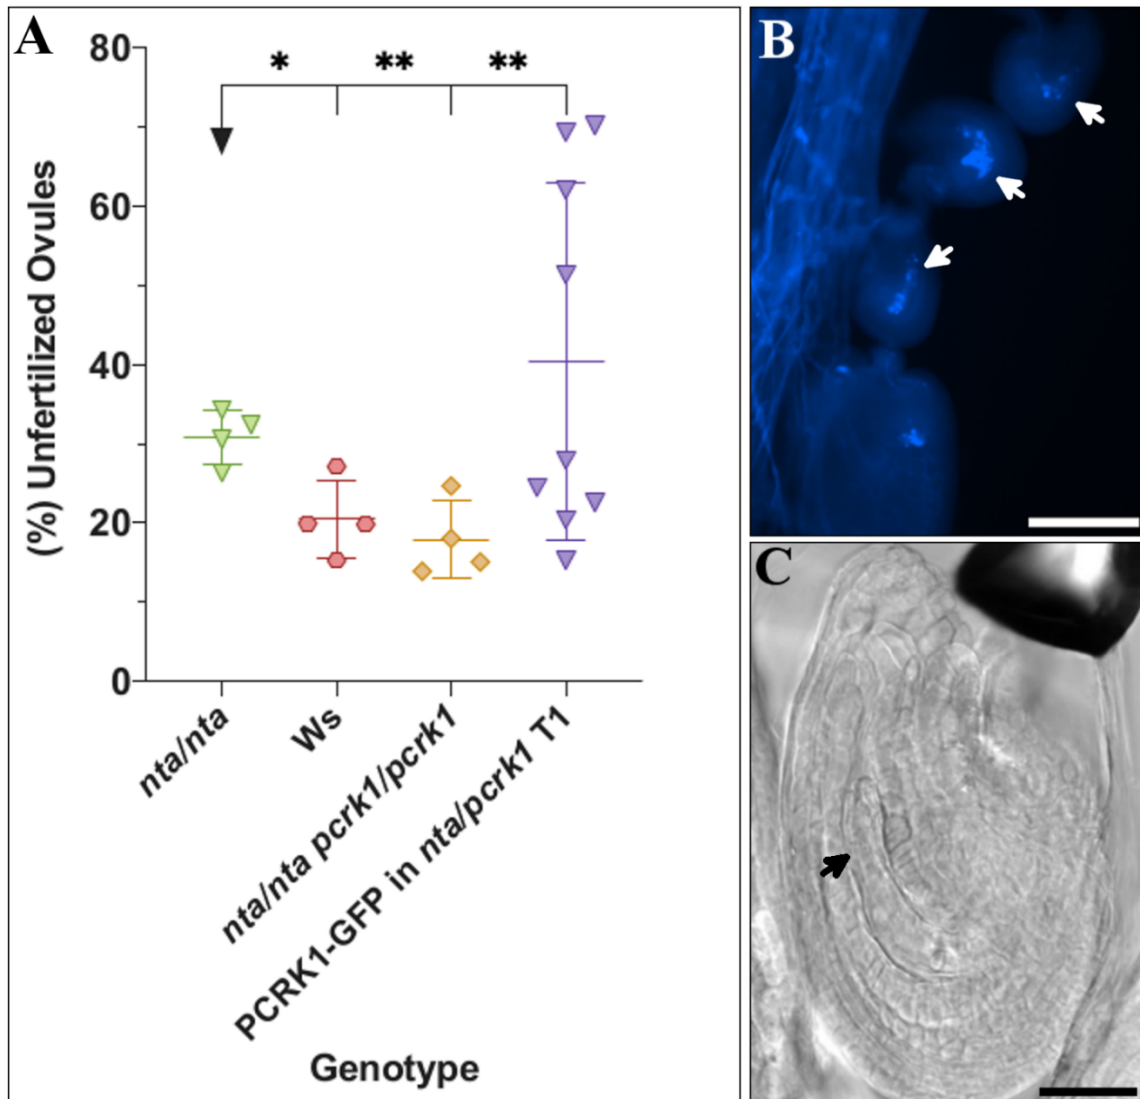 A
(%) Unfertilized Ovules
80
60
40
20
0
*
**
**
nta/nta
Ws
nta/nta pcrk1/pcrk1
PCRK1-GFP in nta/pcrk1 T1
Genotype
B
C